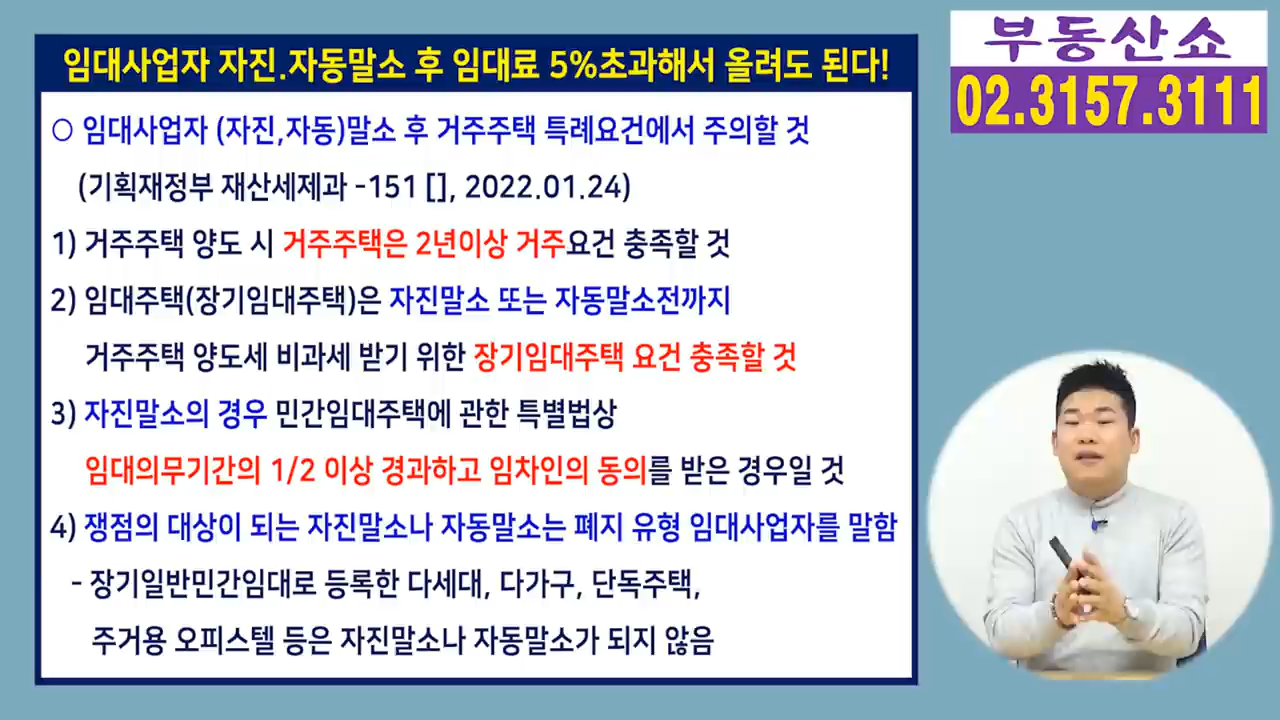 임대사업자 자진.자동말소 후 임대료 5%초과해서 올려도 된다!
부동산쇼
02.3157.3111
○ 임대사업자 (자진,자동)말소 후 거주주택 특례요건에서 주의할 것
(기획재정부 재산세제과 -151 [], 2022.01.24)
1) 거주주택 양도 시 거주주택은 2년이상 거주요건 충족할 것
2) 임대주택(장기임대주택)은 자진말소 또는 자동말소전까지
거주주택 양도세 비과세 받기 위한 장기임대주택 요건 충족할 것
3) 자진말소의 경우 민간임대주택에 관한 특별법상
임대의무기간의 1/2 이상 경과하고 임차인의 동의를 받은 경우일 것
4) 쟁점의 대상이 되는 자진말소나 자동말소는 폐지 유형 임대사업자를 말함
- 장기일반민간임대로 등록한 다세대, 다가구, 단독주택,
주거용 오피스텔 등은 자진말소나 자동말소가 되지 않음